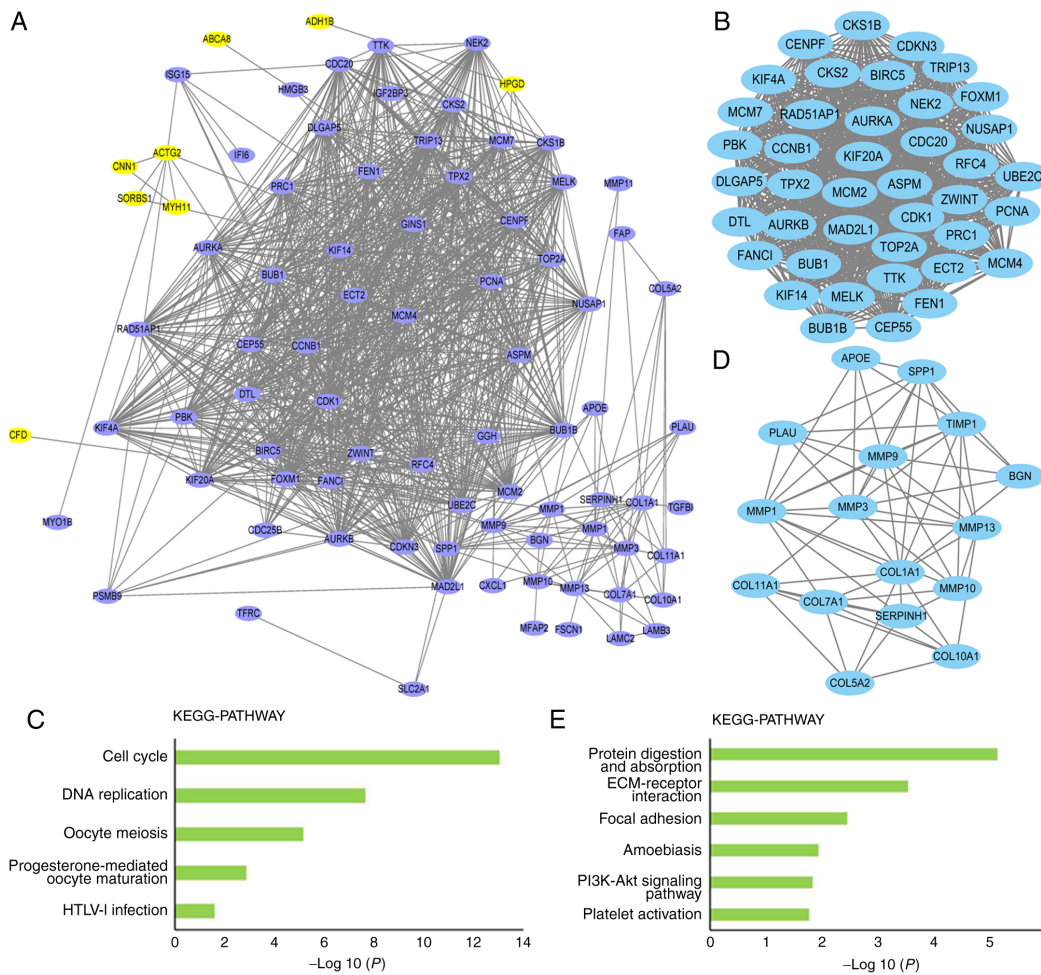 A
ADH1B
ABCA8
TTK
NEK2
ISG15
CDC20
HPGD
HMGB3
IGF2BP3
CKS2
DLGAP5
TRIP13
MCM7
CKS1B
ACTG2
IFI6
CNN1
FEN1
TPX2
MELK
SORBS1
MYH11
PRC1
MMP11
GINS1
CENPF
FAP
AURKA
KIF14
TOP2A
BUB1
PCNA
COL5A2
ECT2
NUSAP1
RAD51AP1
MCM4
CEP55
CCNB1
ASPM
DTL
CDK1
APOE
PBK
KIF4A
BUB1B
PLAU
CFD
GGH
BIRC5
ZWINT
RFC4
KIF20A
FOXM1
FANCI
MCM2
UBE2C
SERPINH1
COL1A1
TGFBI
MYO1B
CDC25B
MMP9
MMP1
MMP1
AURKB
BGN
CDKN3
SPP1
MMP3
COL11A1
MAD2L1
CXCL1
MMP10
MMP13
COL7A1
COL10A1
PSMB9
TFRC
MFAP2
FSCN1
LAMC2
LAMB3
SLC2A1
B
CKS1B
CENPF
CDKN3
KIF4A
CKS2
BIRC5
TRIP13
MCM7
RAD51AP1
AURKA
NEK2
FOXM1
NUSAP1
PBK
CCNB1
KIF20A
CDC20
RFC4
UBE2C
DLGAP5
TPX2
MCM2
ASPM
ZWINT
PCNA
DTL
AURKB
MAD2L1
CDK1
PRC1
TOP2A
FANCI
BUB1
TTK
ECT2
MCM4
KIF14
MELK
FEN1
BUB1B
CEP55
D
APOE
SPP1
PLAU
TIMP1
MMP9
BGN
MMP1
MMP3
MMP13
COL1A1
COL11A1
COL7A1
MMP10
SERPINH1
COL10A1
COL5A2
C
KEGG-PATHWAY
Cell cycle
DNA replication
Oocyte meiosis
Progesterone-mediated
oocyte maturation
HTLV-I infection
0 2 4 6 8 10 12 14
–Log 10 (P)
E
KEGG-PATHWAY
Protein digestion
and absorption
ECM-receptor
interaction
Focal adhesion
Amoebiasis
PI3K-Akt signaling
pathway
Platelet activation
0 1 2 3 4 5
–Log 10 (P)